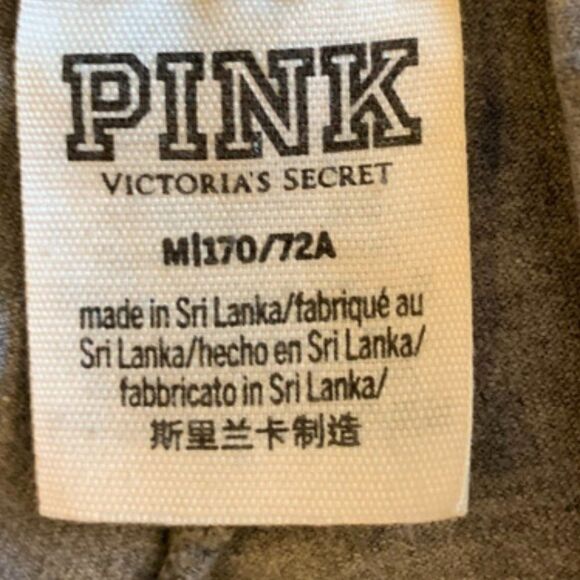 PINK
VICTORIA'S SECRET
M|170/72A
made in Sri Lanka/fabriqué au
Sri Lanka/hecho en Sri Lanka/
fabbricato in Sri Lanka/
斯里兰卡制造